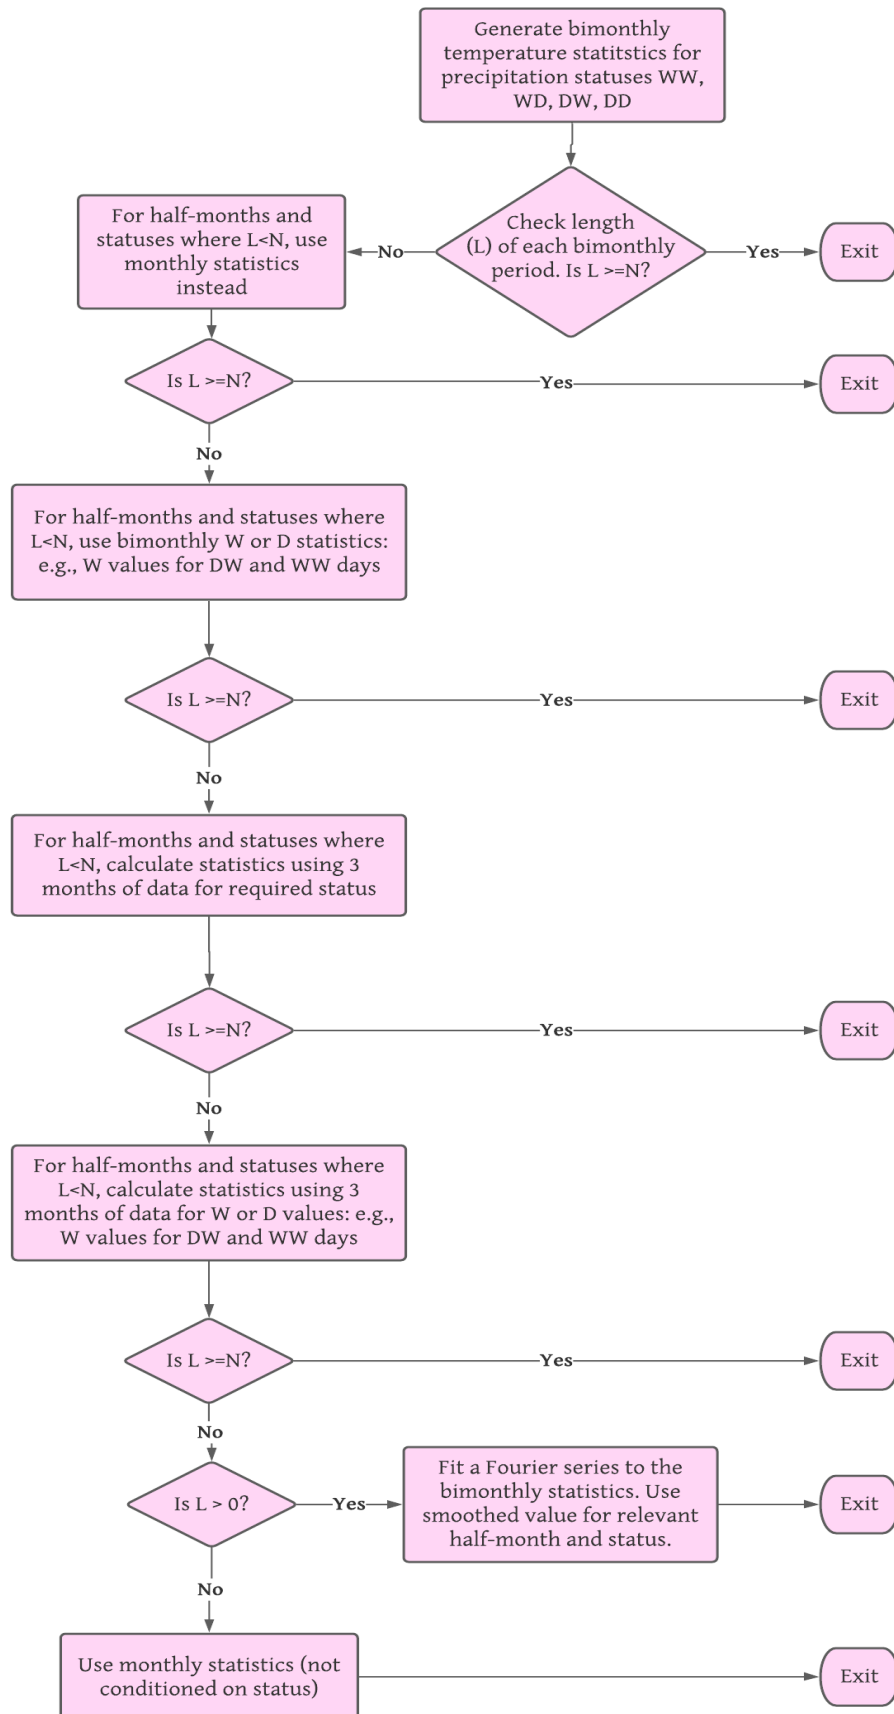 Generate bimonthly
temperature statitstics for
precipitation statuses WW,
WD, DW, DD
Check length
(L) of each bimonthly
period. Is L >=N?
No
Yes
Exit
For half-months and
statuses where L<N, use
monthly statistics
instead
Is L >=N?
Yes
Exit
No
For half-months and statuses where
L<N, use bimonthly W or D statistics:
e.g., W values for DW and WW days
Is L >=N?
Yes
Exit
No
For half-months and statuses where
L<N, calculate statistics using 3
months of data for required status
Is L >=N?
Yes
Exit
No
For half-months and statuses where
L<N, calculate statistics using 3
months of data for W or D values: e.g.,
W values for DW and WW days
Is L >=N?
Yes
Exit
No
Is L > 0?
Yes
Fit a Fourier series to the
bimonthly statistics. Use
smoothed value for relevant
half-month and status.
Exit
No
Use monthly statistics (not
conditioned on status)
Exit